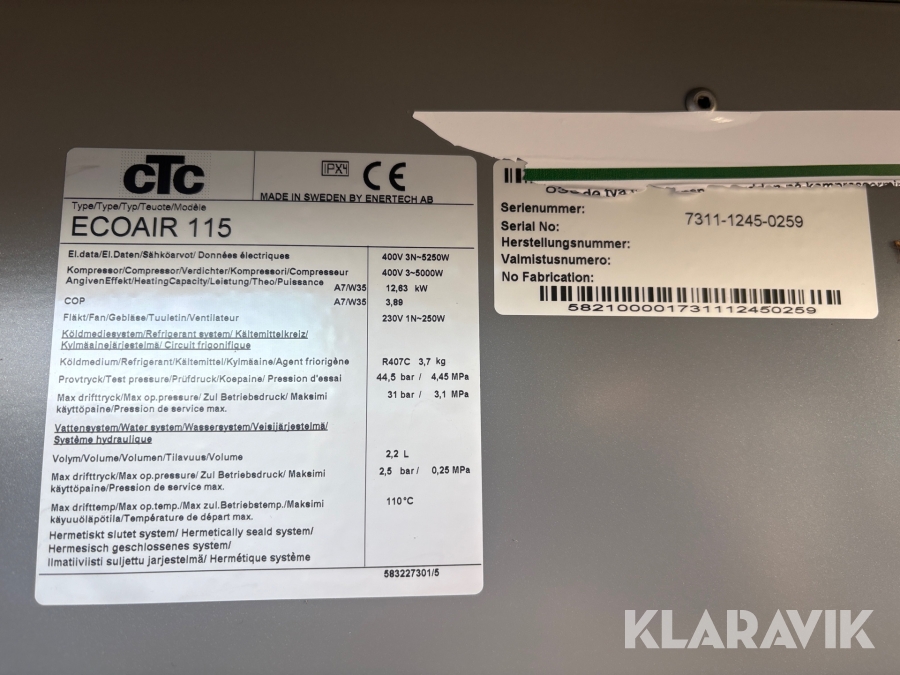 CTC
IPX4 CE
MADE IN SWEDEN BY ENERTECH AB
Type/Type/Typ/Teuote/Modèle
ECOAIR 115
El.data/El.Daten/Sähköarvot/ Données électriques 400V 3N~5250W
Kompressor/Compressor/Verdichter/Kompressori/Compresseur 400V 3~5000W
AngivenEffekt/HeatingCapacity/Leistung/Theo/Puissance A7/W35 12,63 kW
COP A7/W35 3,89
Fläkt/Fan/Gebläse/Tuuletin/Ventilateur 230V 1N~250W
Köldmediesystem/Refrigerant system/ Kältemittelkreiz/
Kylmäainejärjestelmä/ Circuit frigonifique
Köldmedium/Refrigerant/Kältemittel/Kylmäaine/Agent friorigène R407C 3,7 kg
Provtryck/Test pressure/Prüfdruck/Koepaine/ Pression d'essai 44,5 bar / 4,45 MPa
Max drifttryck/Max op.pressure/ Zul Betriebsdruck/ Maksimi 31 bar / 3,1 MPa
käyttöpaine/Pression de service max.
Vattensystem/Water system/Wassersystem/Veisijärjestelmä/
Système hydraulique
Volym/Volume/Volumen/Tilavuus/Volume 2,2 L
Max drifttryck/Max op.pressure/ Zul Betriebsdruck/ Maksimi 2,5 bar / 0,25 MPa
käyttöpaine/Pression de service max.
Max drifttemp/Max op.temp./Max zul.Betriebstemp./Maksimi 110°C
käyuuölapötila/Température de départ max.
Hermetiskt slutet system/ Hermetically seald system/
Hermesisch geschlossenes system/
Ilmatiiviisti suljettu jarjestelmä/ Hermétique système
583227301/5
Serienummer:
Serial No: 7311-1245-0259
Herstellungsnummer:
Valmistusnumero:
No Fabrication:
582100001731112450259
KLARAVIK